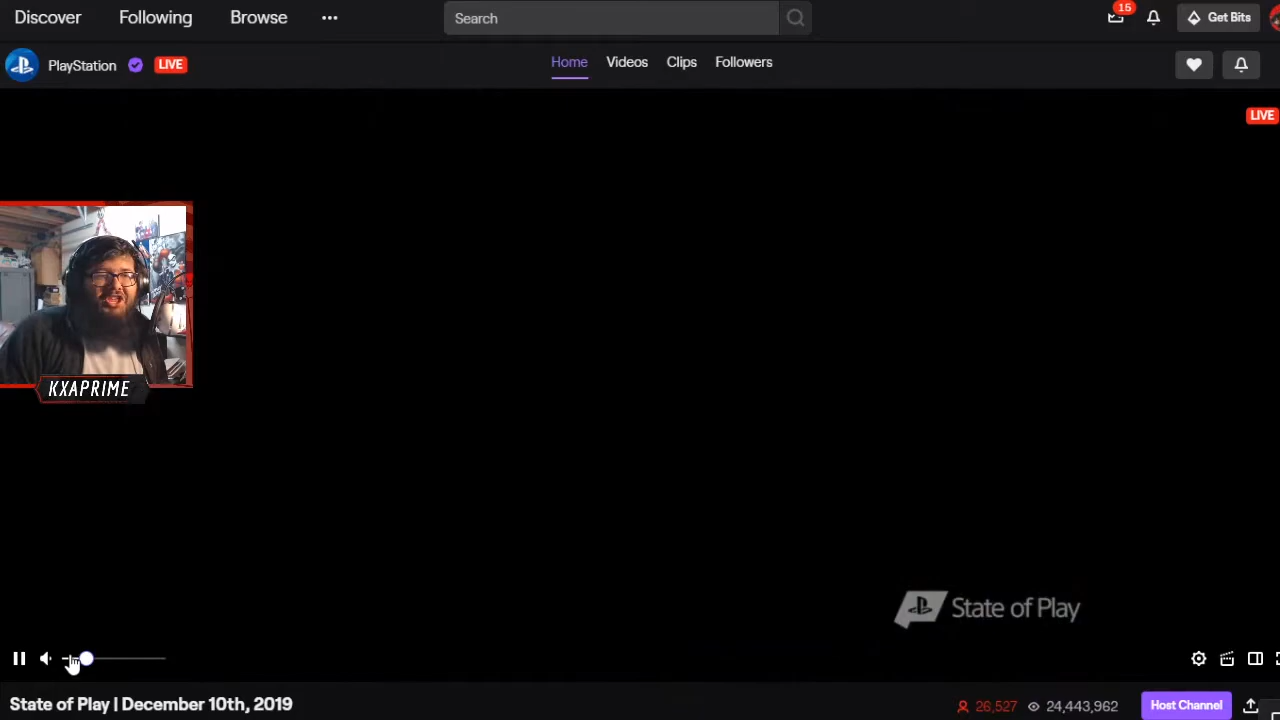 Discover Following Browse ••• Search 15 Get Bits
PlayStation LIVE Home Videos Clips Followers
LIVE
KXAPRIME
State of Play
State of Play | December 10th, 2019 26,527 24,443,962 Host Channel